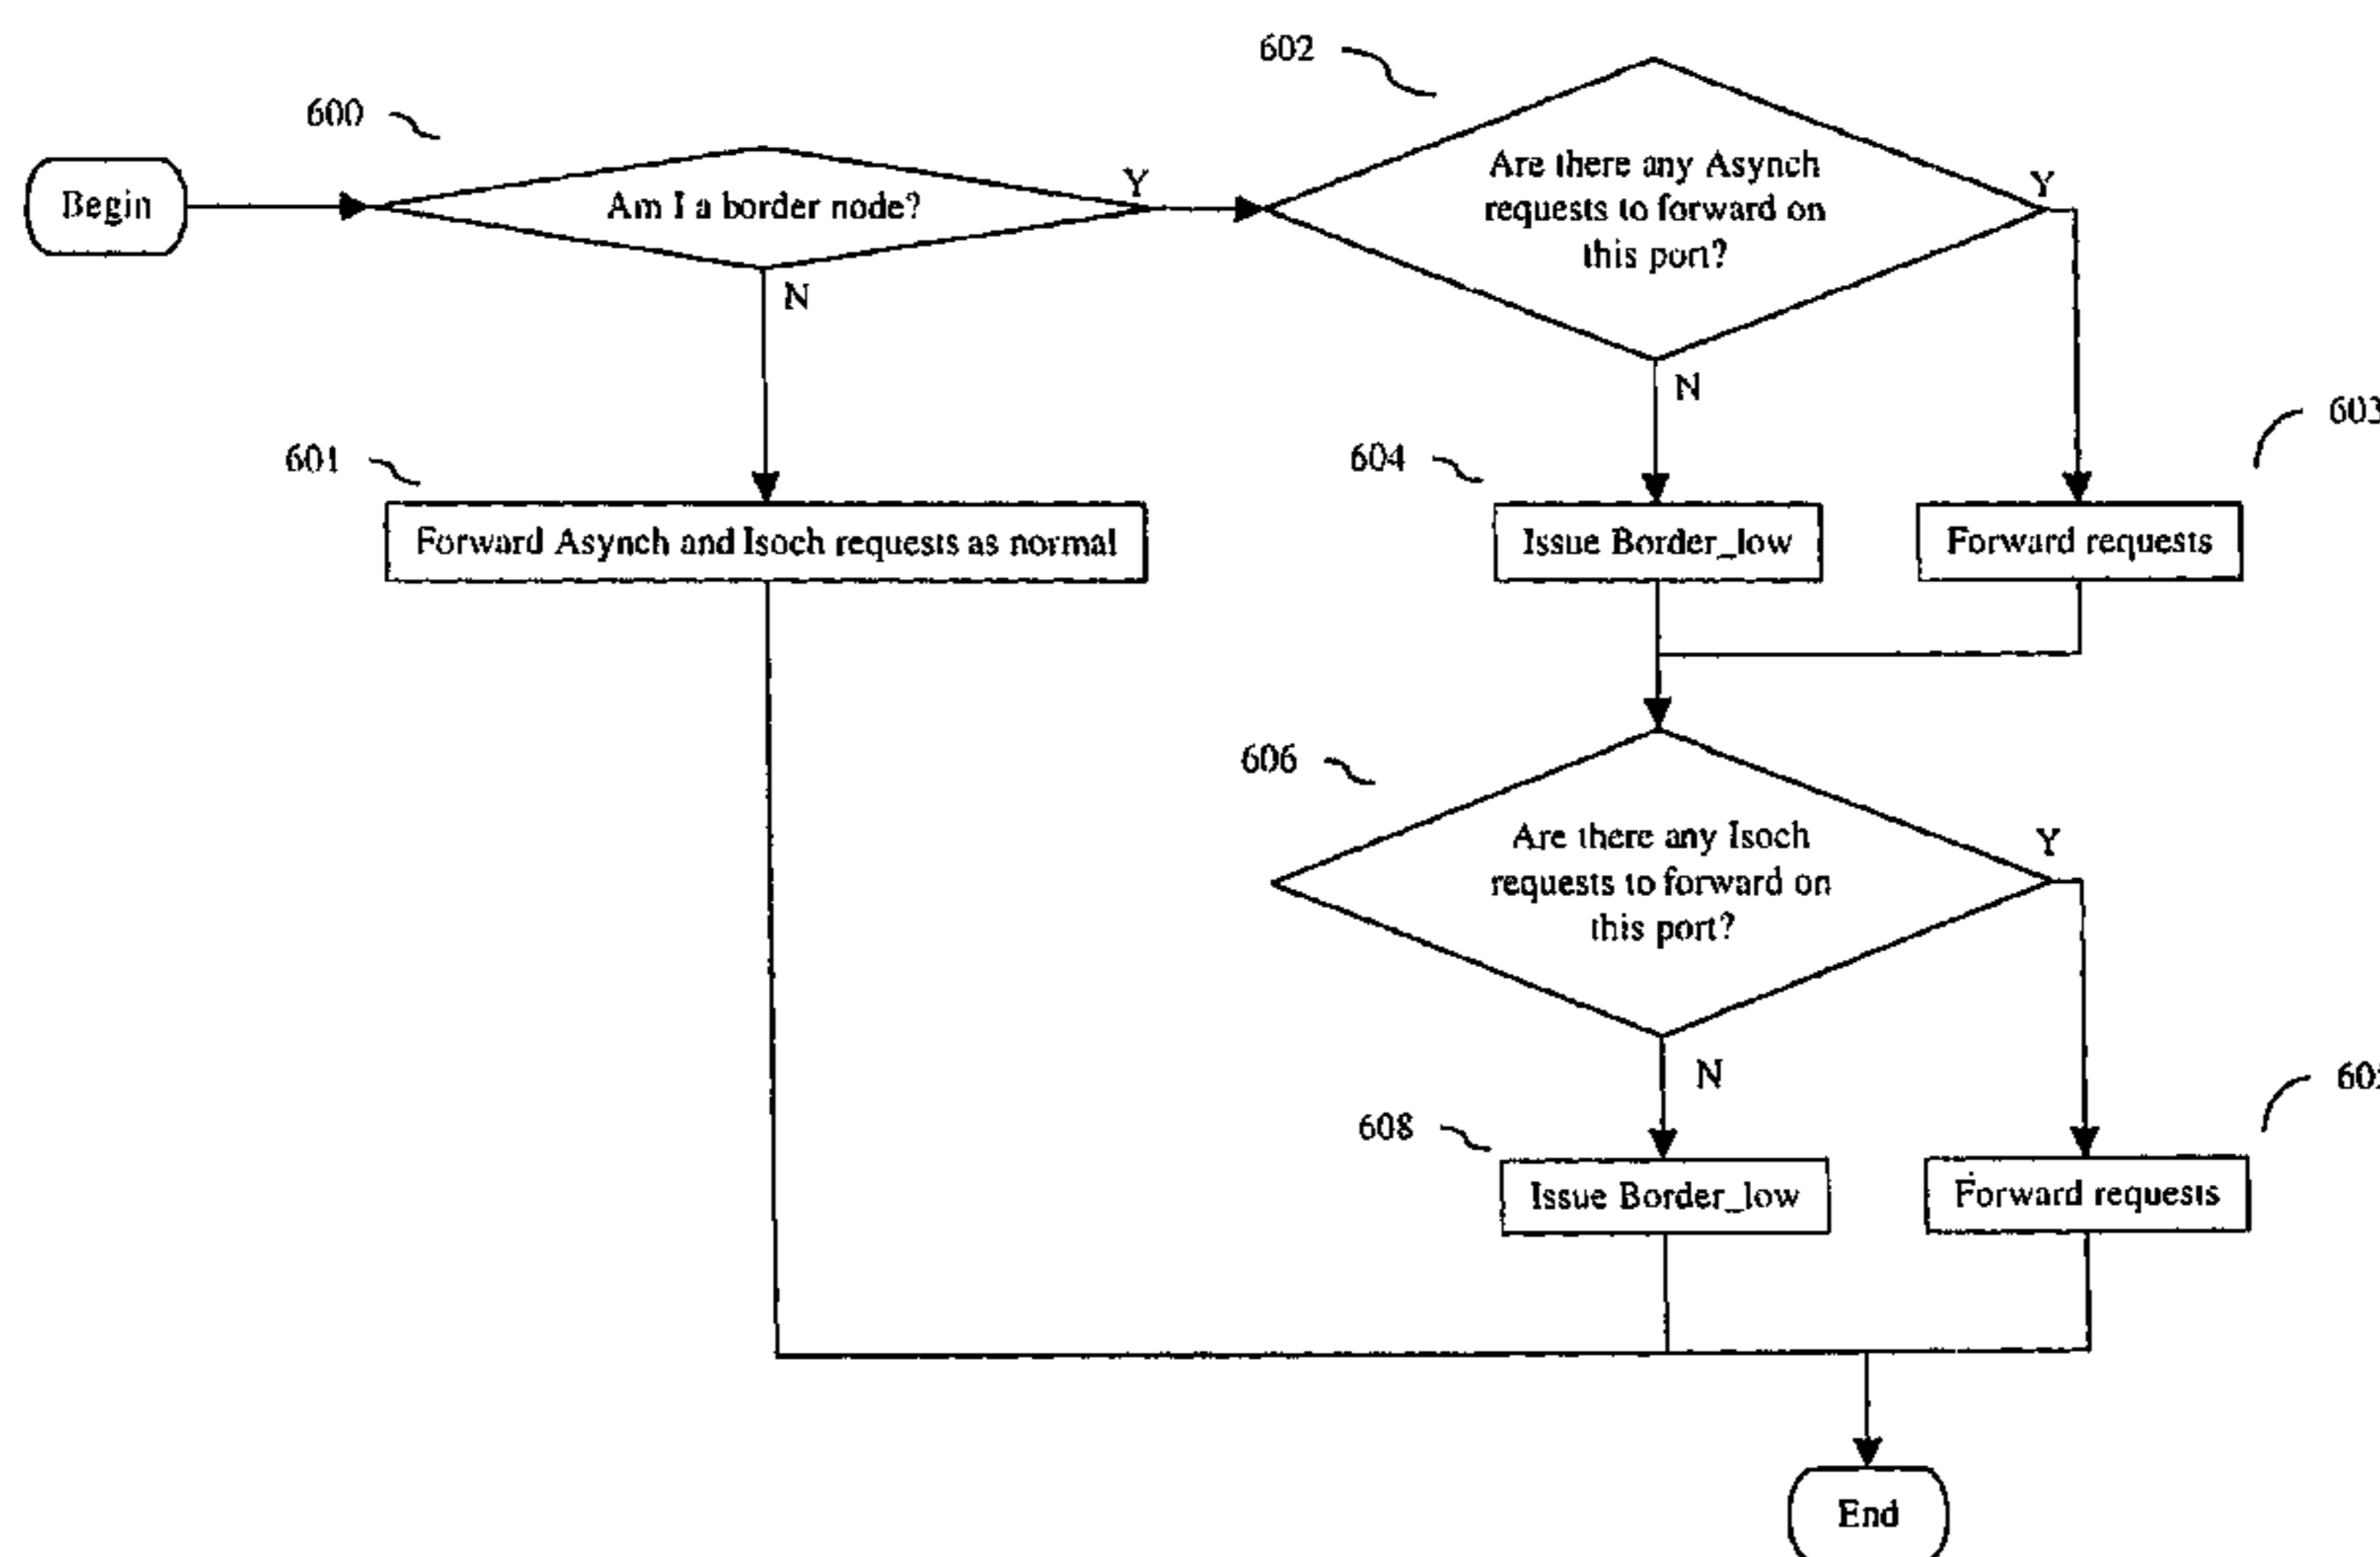 602
600
Begin
Am I a border node?
Y
Are there any Asynch
requests to forward on
this port?
Y
N
N
603
601
604
Forward Asynch and Isoch requests as normal
Issue Border_low
Forward requests
606
Are there any Isoch
requests to forward on
this port?
Y
N
608
Issue Border_low
Forward requests
End